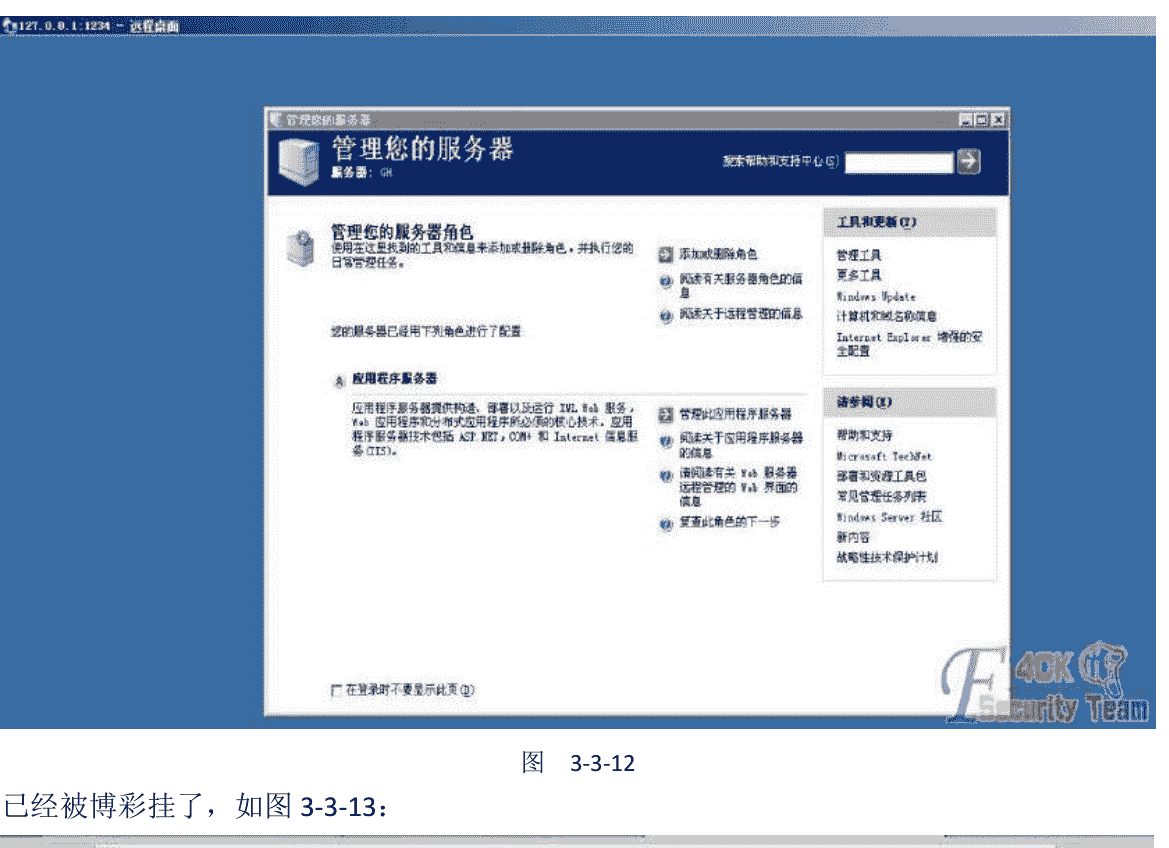 127.0.0.1:1234 - 远程桌面
管理您的服务器
管理您的服务器
服务器: GH
搜索帮助和支持中心(S)
管理您的服务器角色
使用在这里找到的工具和信息来添加或删除角色，并执行您的
日常管理任务。
添加或删除角色
阅读有关服务器角色的信
息
阅读关于远程管理的信息
您的服务器已经用下列角色进行了配置
应用程序服务器
应用程序服务器提供构造、部署以及运行 XML Web 服务，
Web 应用程序和分布式应用程序所必须的核心技术。应用
程序服务器技术包括 ASP.NET，COM+ 和 Internet 信息服
务(IIS)。
管理此应用程序服务器
阅读关于应用程序服务器
的信息
请阅读有关 Web 服务器
远程管理的 Web 界面的
信息
复查此角色的下一步
工具和更新(T)
管理工具
更多工具
Windows Update
计算机和域名称信息
Internet Explorer 增强的安
全配置
请参阅(E)
帮助和支持
Microsoft TechNet
部署和资源工具包
常见管理任务列表
Windows Server 社区
新内容
战略性技术保护计划
在登录时不要显示此页(D)
F4CK
Security Team
图 3-3-12
已经被博彩挂了，如图 3-3-13：